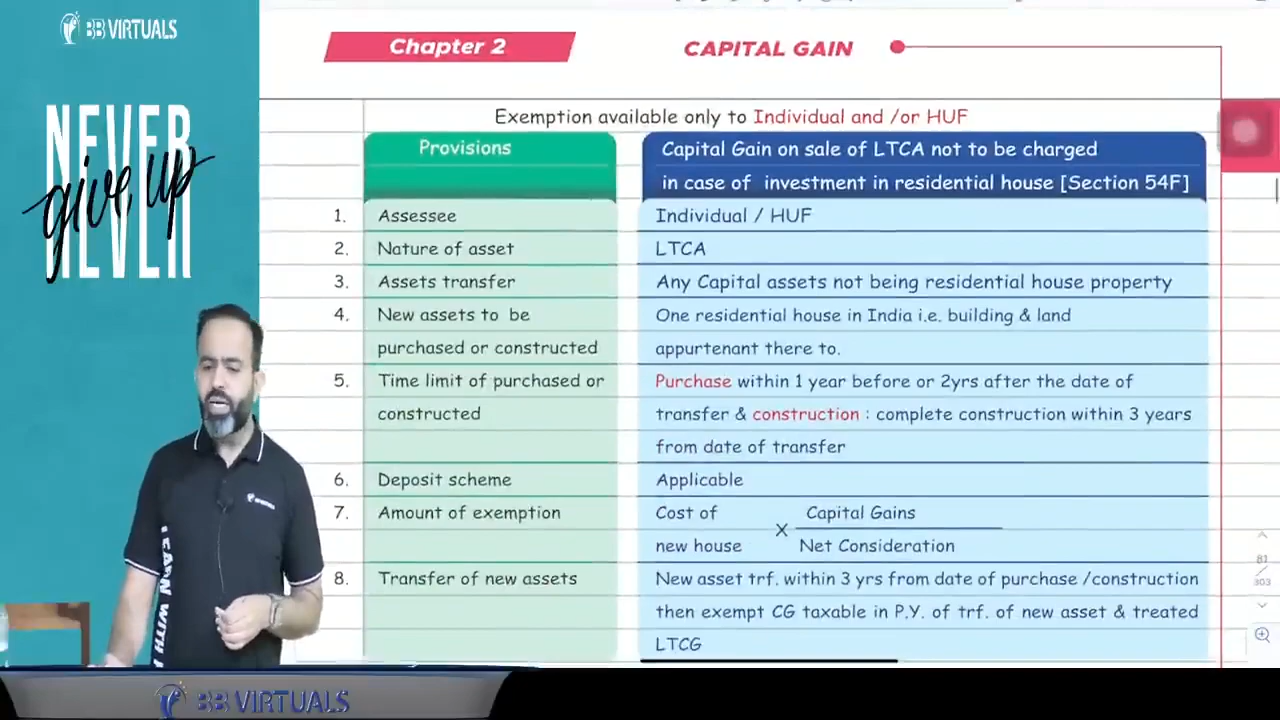 BB VIRTUALS
NEVER
give up
NEVER
Chapter 2
CAPITAL GAIN
Exemption available only to Individual and /or HUF
Provisions
Capital Gain on sale of LTCA not to be charged
in case of investment in residential house [Section 54F]
1. Assessee
Individual / HUF
2. Nature of asset
LTCA
3. Assets transfer
Any Capital assets not being residential house property
4. New assets to be
purchased or constructed
One residential house in India i.e. building & land
appurtenant there to.
5. Time limit of purchased or
constructed
Purchase within 1 year before or 2yrs after the date of
transfer & construction : complete construction within 3 years
from date of transfer
6. Deposit scheme
Applicable
7. Amount of exemption
Cost of
new house
X
Capital Gains
Net Consideration
8. Transfer of new assets
New asset trf. within 3 yrs from date of purchase /construction
then exempt CG taxable in P.Y. of trf. of new asset & treated
LTCG
81
/
303
LEARN WITH
BB VIRTUALS